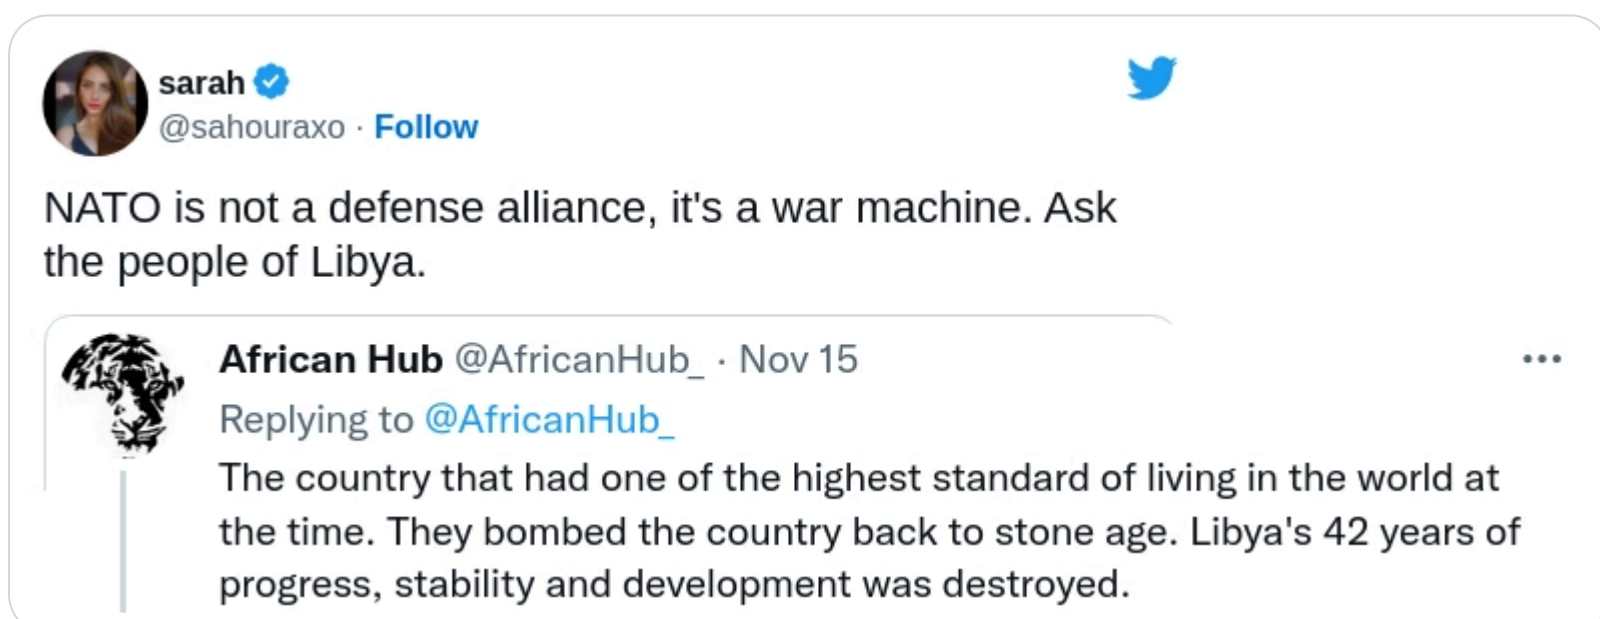 sarah
@sahouraxo · Follow
NATO is not a defense alliance, it's a war machine. Ask
the people of Libya.
African Hub @AfricanHub_ · Nov 15
Replying to @AfricanHub_
The country that had one of the highest standard of living in the world at
the time. They bombed the country back to stone age. Libya's 42 years of
progress, stability and development was destroyed.